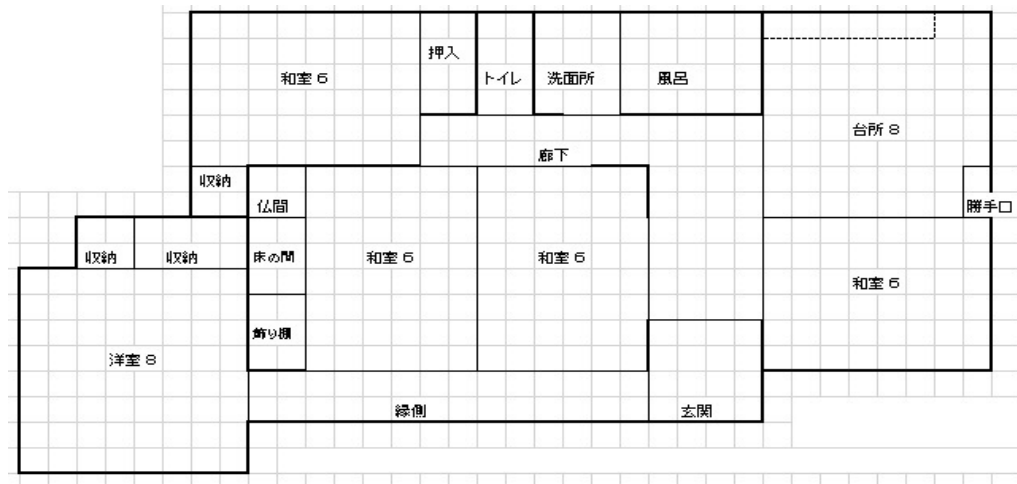 押入
和室 6
トイレ
洗面所
風呂
台所 8
廊下
収納
仏間
勝手口
収納
収納
床の間
和室 6
和室 6
和室 6
飾り棚
洋室 8
縁側
玄関